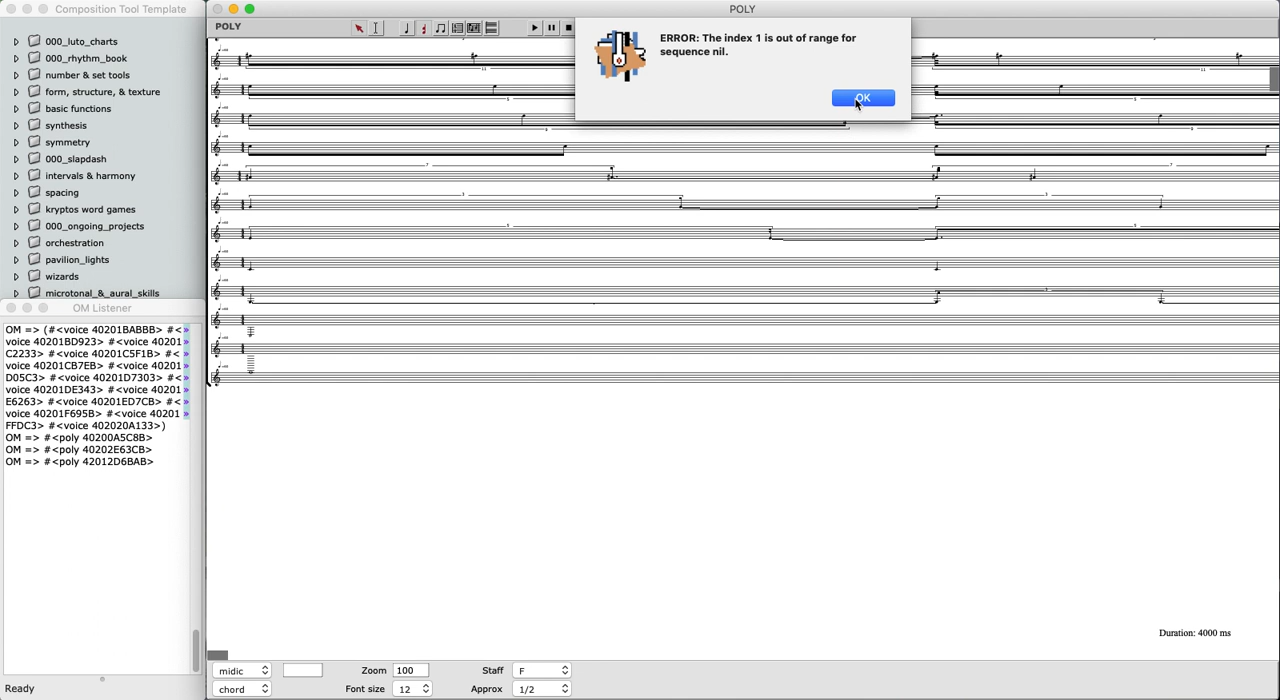 Composition Tool Template
POLY
POLY
ERROR: The index 1 is out of range for
sequence nil.
OK
000_luto_charts
000_rhythm_book
number & set tools
form, structure, & texture
basic functions
synthesis
symmetry
000_slapdash
intervals & harmony
spacing
kryptos word games
000_ongoing_projects
orchestration
pavilion_lights
wizards
microtonal_&_aural_skills
OM Listener
OM => (#<voice 40201BABBB> #<
voice 40201BD923> #<voice 40201
C2233> #<voice 40201C5F1B> #<
voice 40201CB7EB> #<voice 40201
D05C3> #<voice 40201D7303> #<
voice 40201DE343> #<voice 40201
E6263> #<voice 40201ED7CB> #<
voice 40201F695B> #<voice 40201
FFDC3> #<voice 402020A133>)
OM => #<poly 40200A5C8B>
OM => #<poly 40202E63CB>
OM => #<poly 42012D6BAB>
Duration: 4000 ms
midic
Zoom 100
Staff F
chord
Font size 12
Approx 1/2
Ready